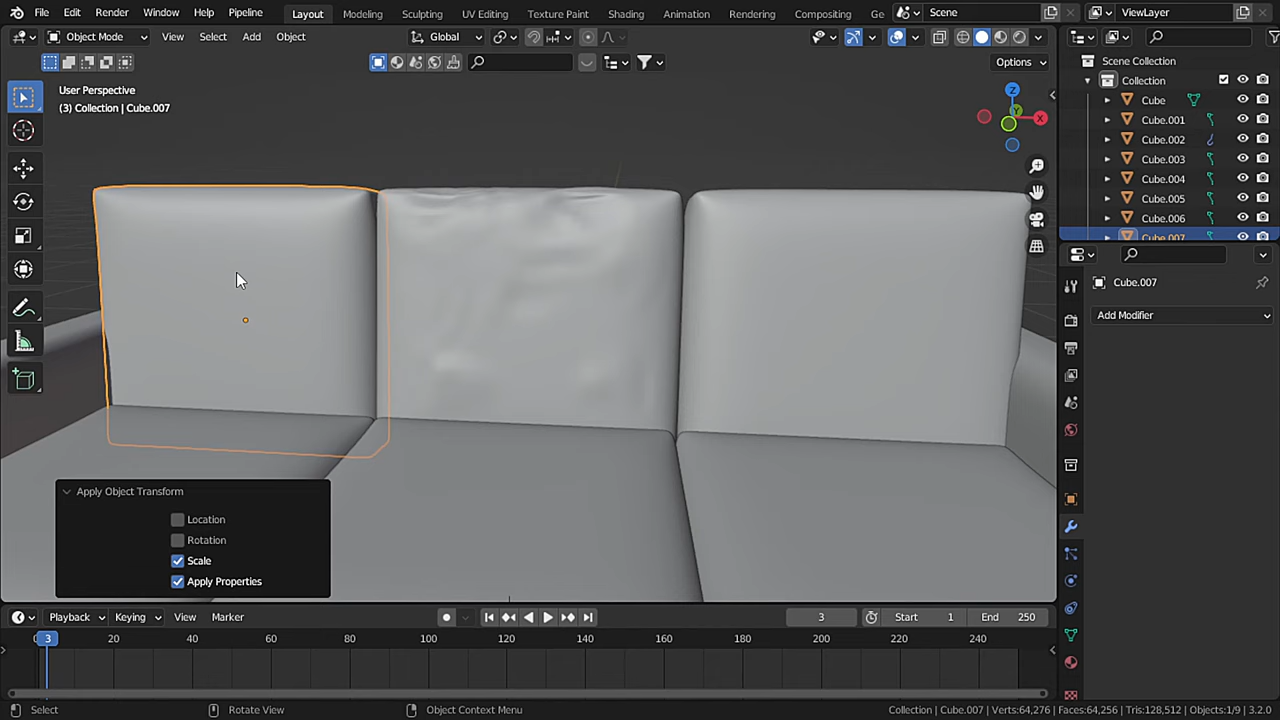 File Edit Render Window Help Pipeline Layout Modeling Sculpting UV Editing Texture Paint Shading Animation Rendering Compositing Ge Scene ViewLayer
Object Mode View Select Add Object Global
Options
User Perspective
(3) Collection | Cube.007
Z
Y
X
Scene Collection
Collection
Cube
Cube.001
Cube.002
Cube.003
Cube.004
Cube.005
Cube.006
Cube.007
Cube.007
Add Modifier
Apply Object Transform
Location
Rotation
Scale
Apply Properties
Playback Keying View Marker 3 Start 1 End 250
3 20 40 60 80 100 120 140 160 180 200 220 240
Select Rotate View Object Context Menu Collection | Cube.007 | Verts:64,276 | Faces:64,256 | Tris:128,512 | Objects:1/9 | 3.2.0